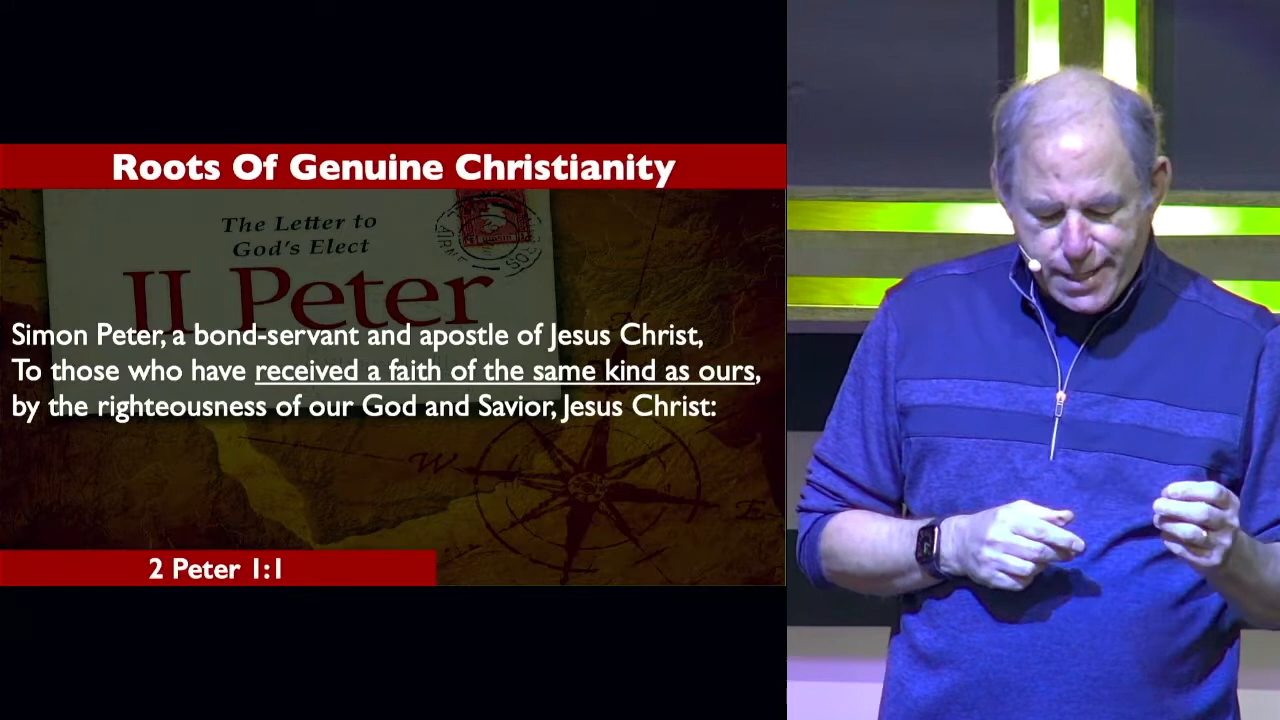 Roots Of Genuine Christianity
The Letter to
God's Elect
II Peter
Simon Peter, a bond-servant and apostle of Jesus Christ,
To those who have received a faith of the same kind as ours,
by the righteousness of our God and Savior, Jesus Christ:
W
E
2 Peter 1:1